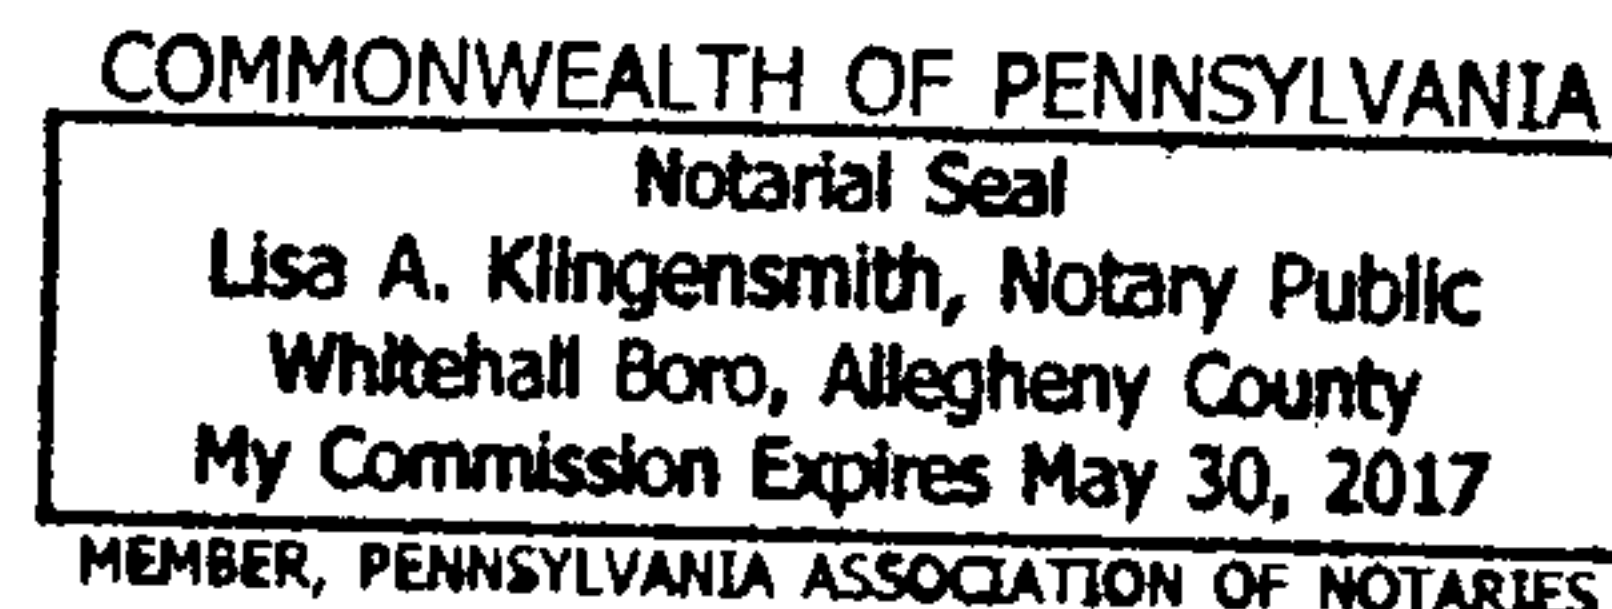 COMMONWEALTH OF PENNSYLVANIA
Notarial Seal
Lisa A. Klingensmith, Notary Public
Whitehall Boro, Allegheny County
My Commission Expires May 30, 2017
MEMBER, PENNSYLVANIA ASSOCIATION OF NOTARIES